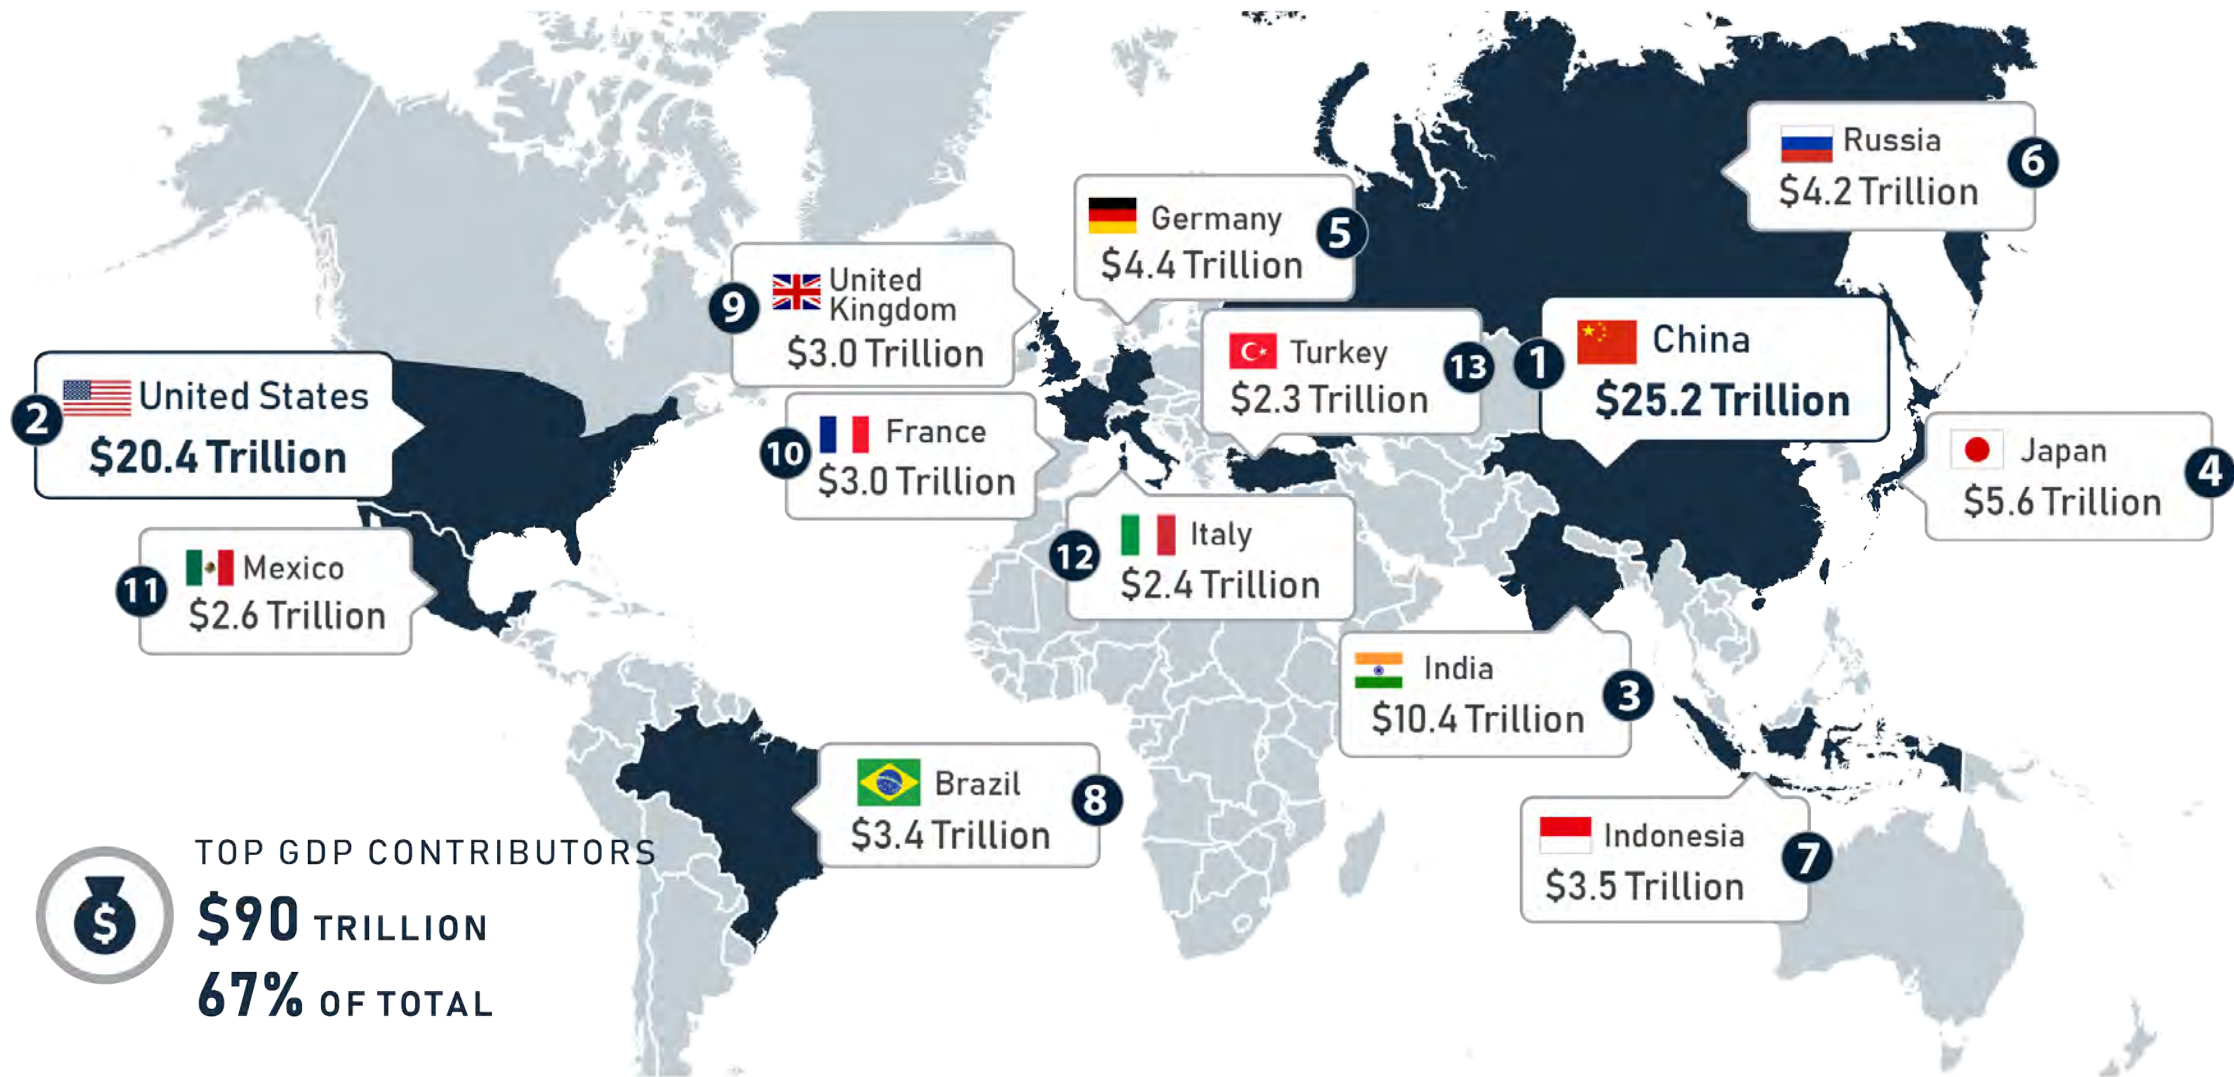 6
Russia
$4.2 Trillion
Germany
5
$4.4 Trillion
9
United
Kingdom
$3.0 Trillion
Turkey
13
$2.3 Trillion
1
China
$25.2 Trillion
2
United States
$20.4 Trillion
10
France
$3.0 Trillion
Japan
4
$5.6 Trillion
12
Italy
$2.4 Trillion
11
Mexico
$2.6 Trillion
India
3
$10.4 Trillion
Brazil
8
$3.4 Trillion
Indonesia
7
$3.5 Trillion
$
TOP GDP CONTRIBUTORS
$90 TRILLION
67% OF TOTAL